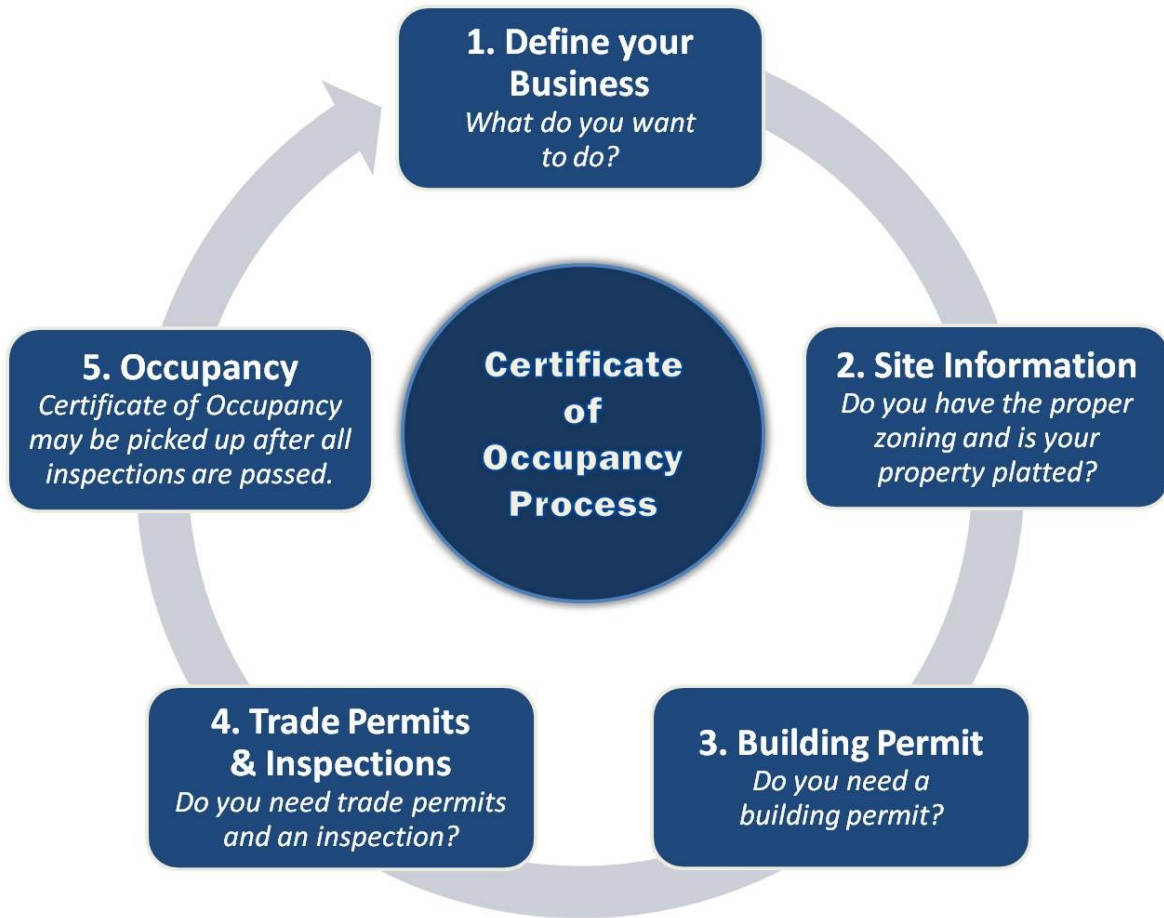 1. Define your
Business
What do you want
to do?
2. Site Information
Do you have the proper
zoning and is your
property platted?
3. Building Permit
Do you need a
building permit?
4. Trade Permits
& Inspections
Do you need trade permits
and an inspection?
5. Occupancy
Certificate of Occupancy
may be picked up after all
inspections are passed.
Certificate
of
Occupancy
Process